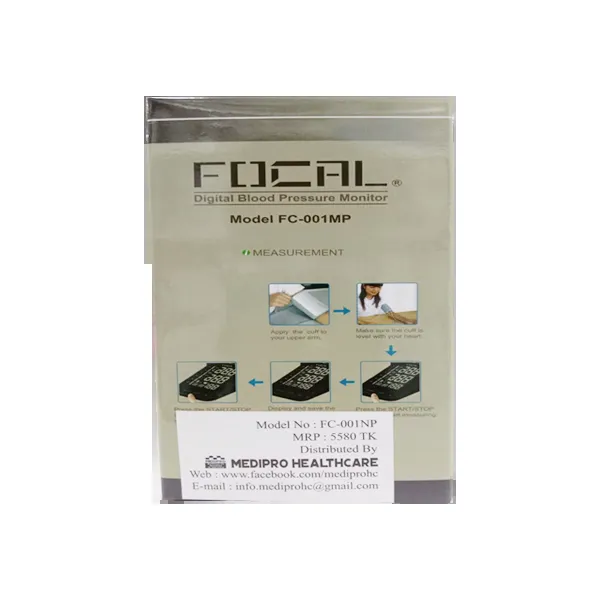 FOCAL®
Digital Blood Pressure Monitor
Model FC-001MP
MEASUREMENT
Apply the cuff to
your upper arm.
Make sure the cuff is
level with your heart.
Press the START/STOP
Display and save the
Press the START/STOP
measuring
Model No : FC-001NP
MRP : 5580 TK
Distributed By
MEDIPRO HEALTHCARE
Web : www.facebook.com/mediprohc
E-mail : info.mediprohc@gmail.com